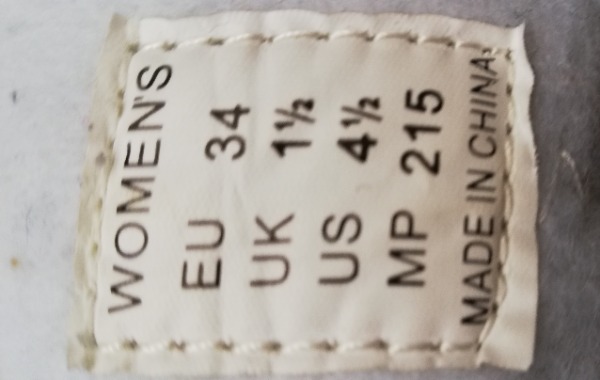 WOMEN'S
EU 34
UK 1½
US 4½
MP 215
MADE IN CHINA